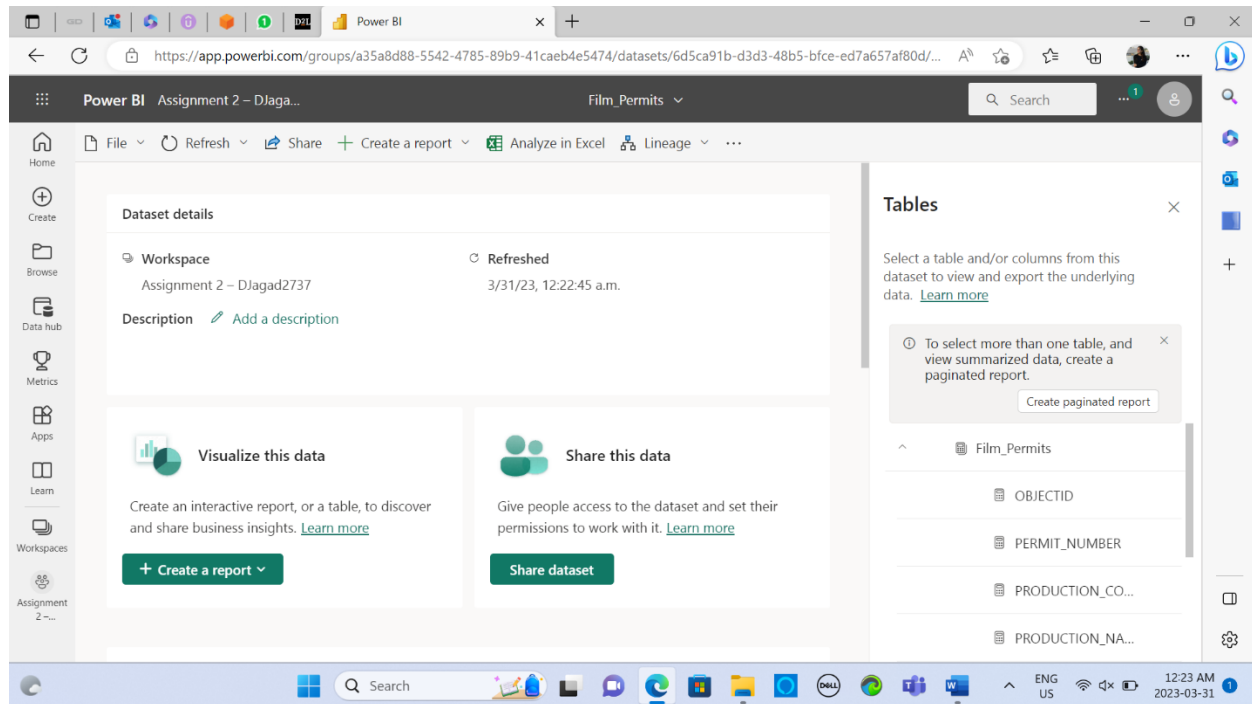 Power BI
https://app.powerbi.com/groups/a35a8d88-5542-4785-89b9-41caeb4e5474/datasets/6d5ca91b-d3d3-48b5-bfce-ed7a657af80d/...
Power BI Assignment 2 – DJaga... Film_Permits Search ... 1
File Refresh Share Create a report Analyze in Excel Lineage ...
Home
Create
Browse
Data hub
Metrics
Apps
Learn
Workspaces
Assignment
2 –...
Dataset details
Workspace
Assignment 2 – DJagad2737
Refreshed
3/31/23, 12:22:45 a.m.
Description Add a description
Visualize this data
Create an interactive report, or a table, to discover
and share business insights. Learn more
+ Create a report
Share this data
Give people access to the dataset and set their
permissions to work with it. Learn more
Share dataset
Tables
Select a table and/or columns from this
dataset to view and export the underlying
data. Learn more
To select more than one table, and
view summarized data, create a
paginated report.
Create paginated report
Film_Permits
OBJECTID
PERMIT_NUMBER
PRODUCTION_CO...
PRODUCTION_NA...
Search
DELL
ENG
US
12:23 AM
2023-03-31
1